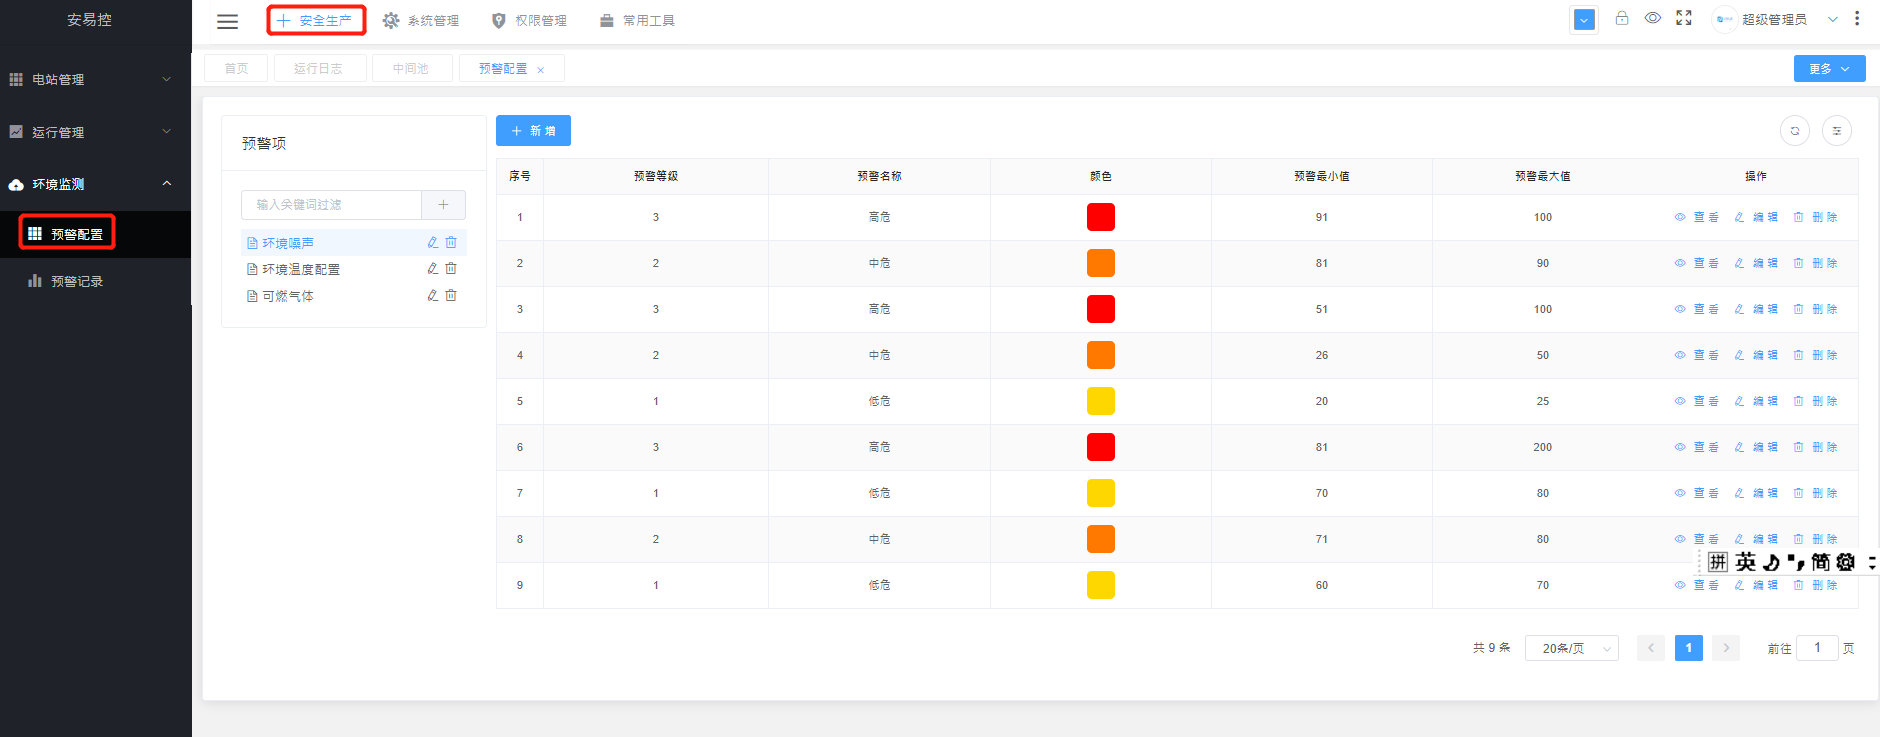 安易控
安全生产 系统管理 权限管理 常用工具 超级管理员
首页 运行日志 中间池 预警配置 更多
电站管理
运行管理
环境监测
预警配置
预警记录
预警项
输入关键词过滤
环境噪声
环境温度配置
可燃气体
新 增
序号 预警等级 预警名称 颜色 预警最小值 预警最大值 操作
1 3 高危 91 100 查 看 编 辑 删 除
2 2 中危 81 90 查 看 编 辑 删 除
3 3 高危 51 100 查 看 编 辑 删 除
4 2 中危 26 50 查 看 编 辑 删 除
5 1 低危 20 25 查 看 编 辑 删 除
6 3 高危 81 200 查 看 编 辑 删 除
7 1 低危 70 80 查 看 编 辑 删 除
8 2 中危 71 80 查 看 编 辑 删 除
拼 英 简
9 1 低危 60 70 查 看 编 辑 删 除
共 9 条 20条/页 1 前往 1 页